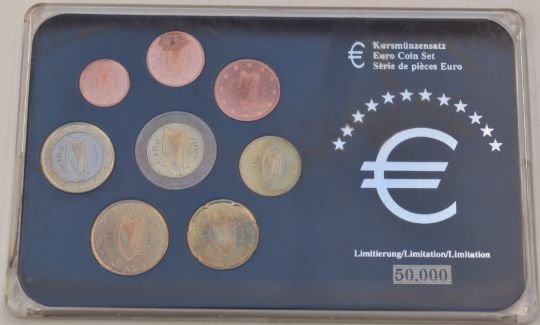 € Kursmünzensatz
Euro Coin Set
Série de pièces Euro
€
Limitierung/Limitation/Limitation
50.000